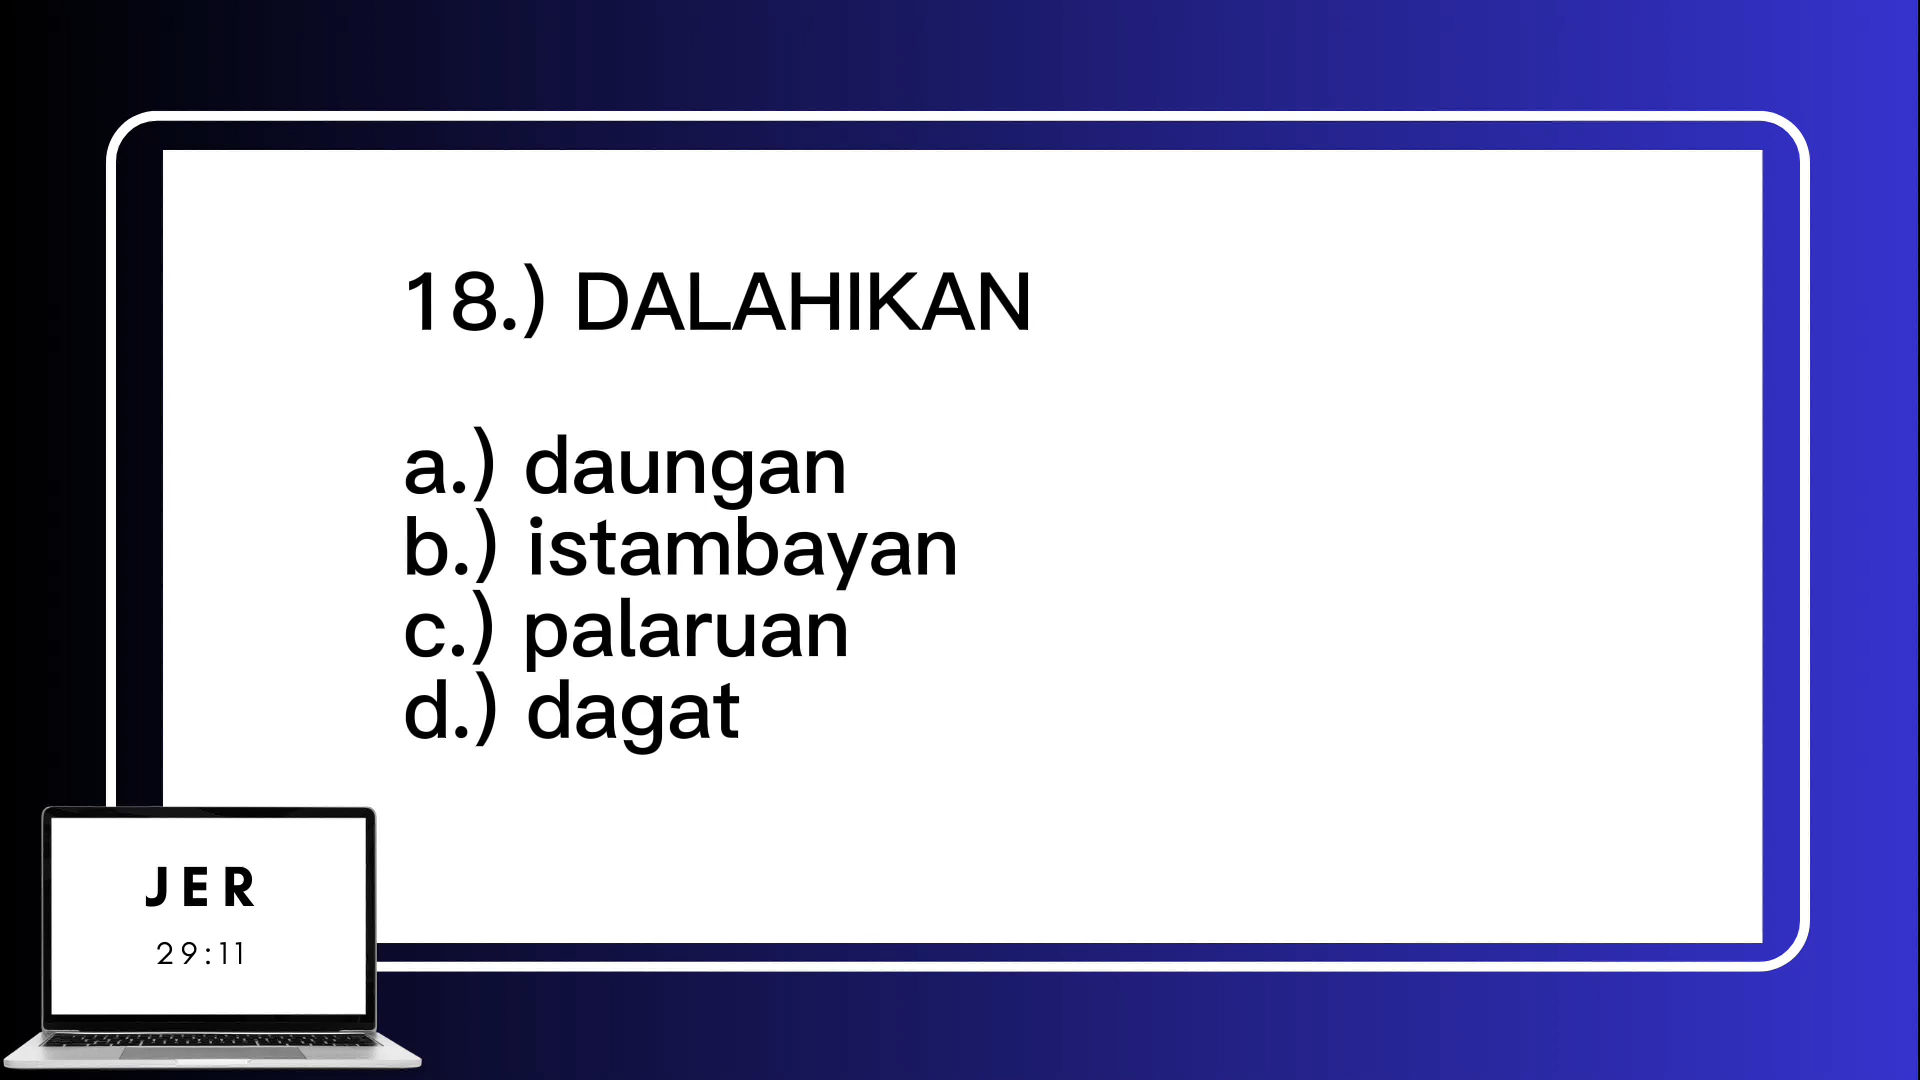 18.) DALAHIKAN
a.) daungan
b.) istambayan
c.) palaruan
d.) dagat
JER
29:11